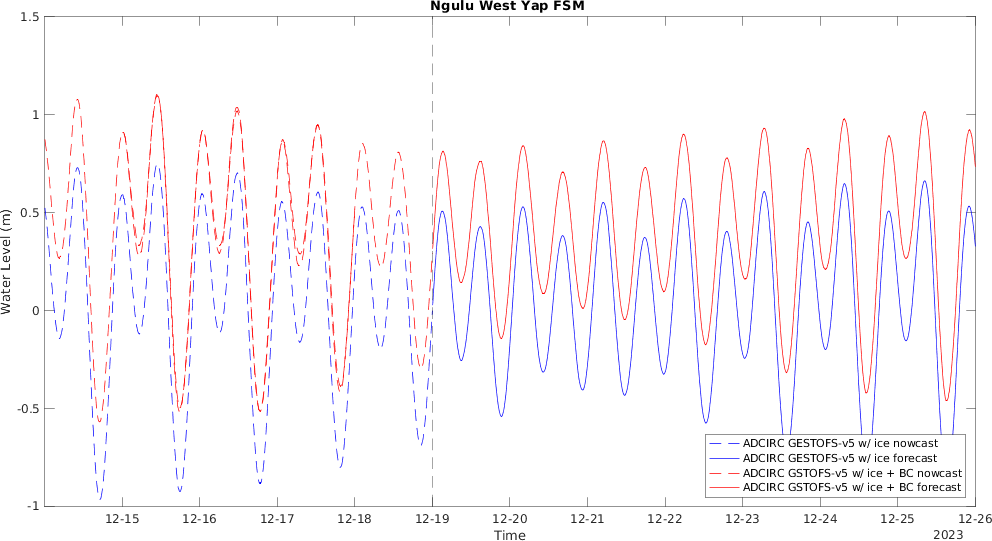 Ngulu West Yap FSM
1.5
1
0.5
0
-0.5
-1
Water Level (m)
12-15 12-16 12-17 12-18 12-19 12-20 12-21 12-22 12-23 12-24 12-25 12-26
Time
2023
ADCIRC GESTOFS-v5 w/ ice nowcast
ADCIRC GESTOFS-v5 w/ ice forecast
ADCIRC GSTOFS-v5 w/ ice + BC nowcast
ADCIRC GSTOFS-v5 w/ ice + BC forecast